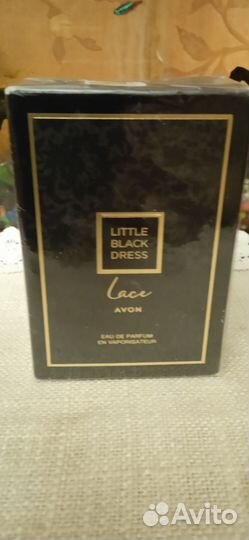 LITTLE
BLACK
DRESS
Lace
AVON
EAU DE PARFUM
EN VAPORISATEUR
Avito